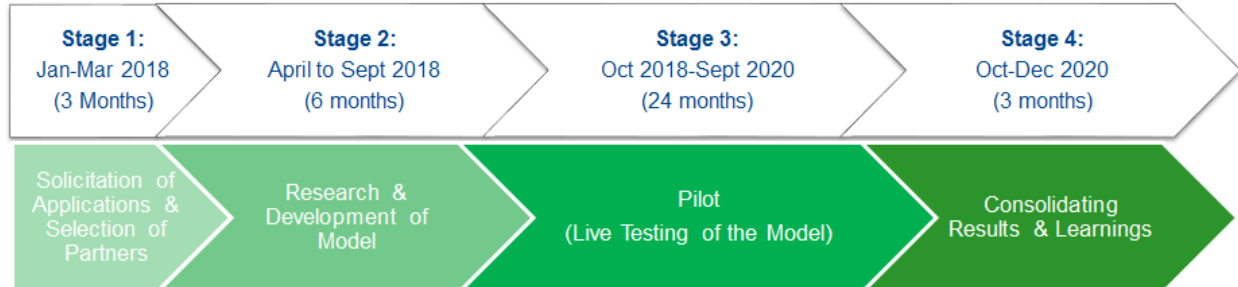 Stage 1:
Jan-Mar 2018
(3 Months)
Stage 2:
April to Sept 2018
(6 months)
Stage 3:
Oct 2018-Sept 2020
(24 months)
Stage 4:
Oct-Dec 2020
(3 months)
Solicitation of
Applications &
Selection of
Partners
Research &
Development of
Model
Pilot
(Live Testing of the Model)
Consolidating
Results & Learnings